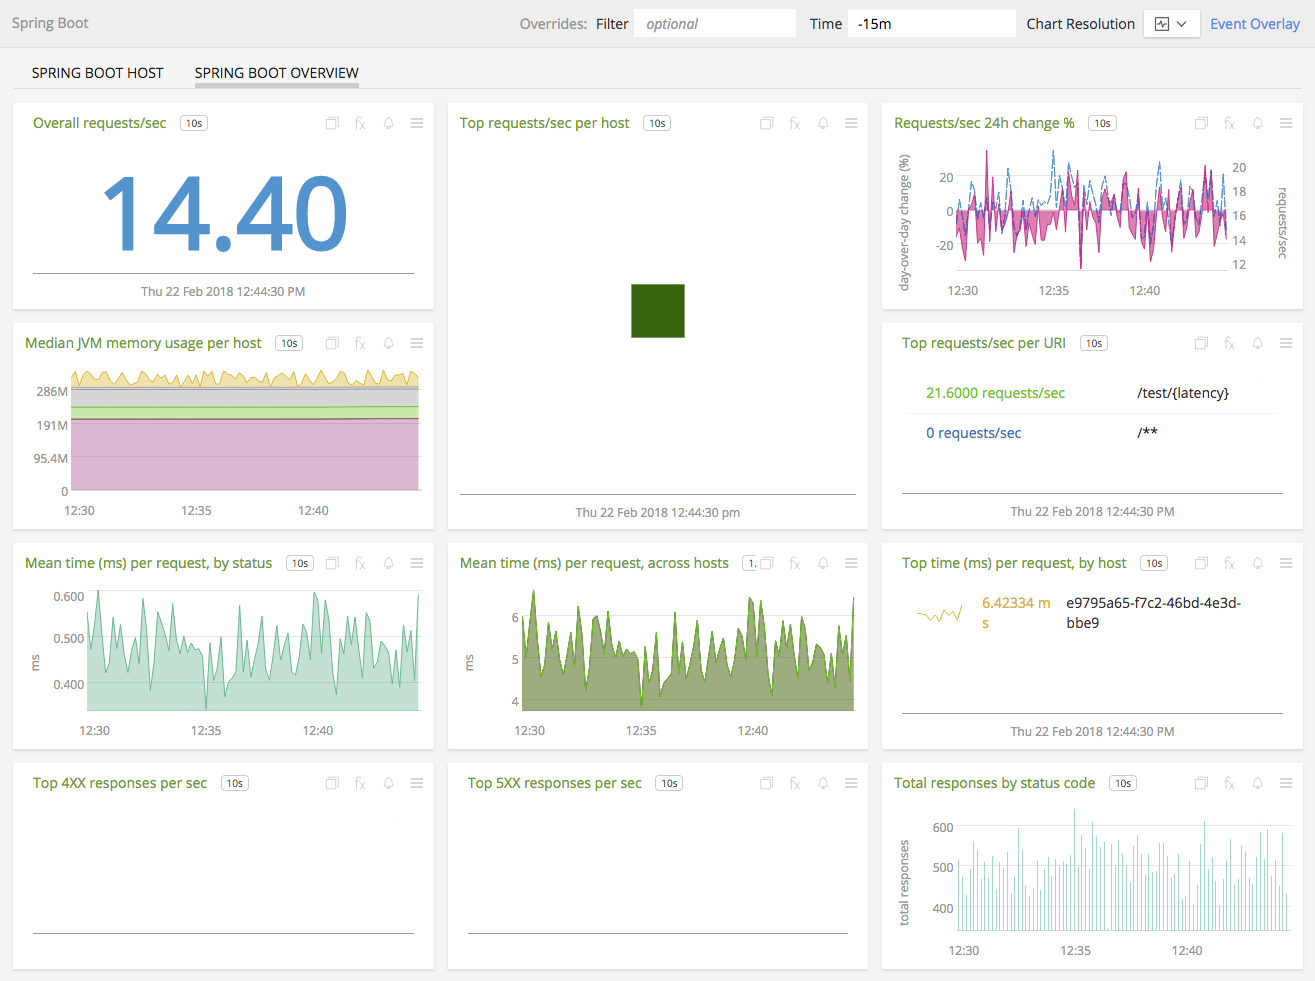 Spring Boot
Overrides: Filter optional Time -15m Chart Resolution Event Overlay
SPRING BOOT HOST SPRING BOOT OVERVIEW
Overall requests/sec 10s
14.40
Thu 22 Feb 2018 12:44:30 PM
Top requests/sec per host 10s
Thu 22 Feb 2018 12:44:30 pm
Requests/sec 24h change % 10s
day-over-day change (%)
20
0
-20
20
18
16
14
12
requests/sec
12:30 12:35 12:40
Median JVM memory usage per host 10s
286M
191M
95.4M
0
12:30 12:35 12:40
Top requests/sec per URI 10s
21.6000 requests/sec /test/{latency}
0 requests/sec /**
Thu 22 Feb 2018 12:44:30 PM
Mean time (ms) per request, by status 10s
ms
0.600
0.500
0.400
12:30 12:35 12:40
Mean time (ms) per request, across hosts 1.
ms
6
5
4
12:30 12:35 12:40
Top time (ms) per request, by host 10s
6.42334 m e9795a65-f7c2-46bd-4e3d-
s bbe9
Thu 22 Feb 2018 12:44:30 PM
Top 4XX responses per sec 10s
Top 5XX responses per sec 10s
Total responses by status code 10s
total responses
600
500
400
12:30 12:35 12:40